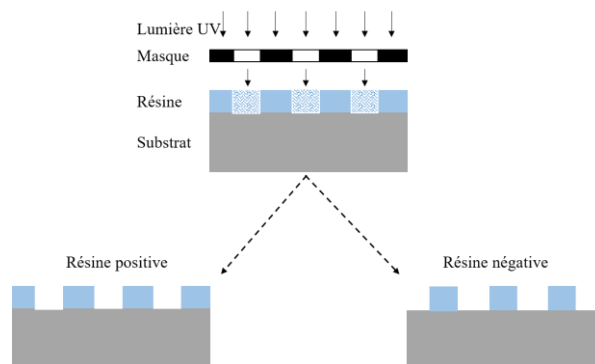 Lumière UV
Masque
Résine
Substrat
Résine positive
Résine négative